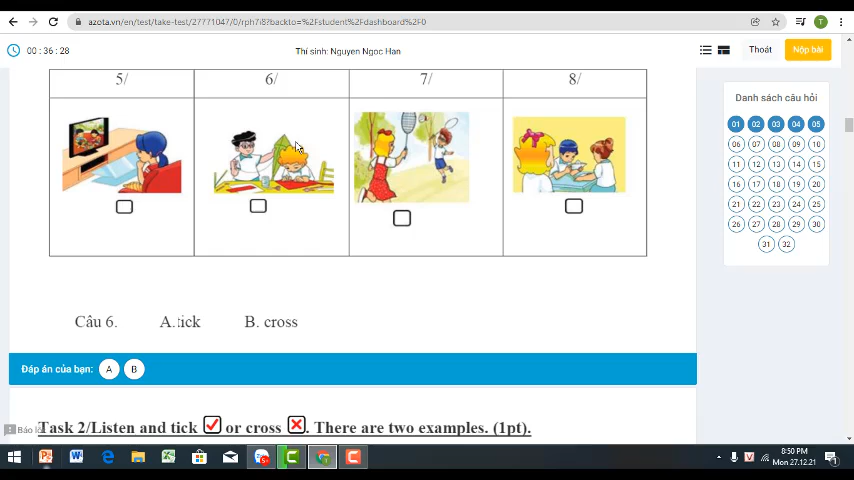 azota.vn/en/test/take-test/27771047/0/rph7i8?backto=%2Fstudent%2Fdashboard%2F0
T
00 : 36 : 28
Thí sinh: Nguyen Ngoc Han
Thoát
Nộp bài
5/
6/
7/
8/
Danh sách câu hỏi
01 02 03 04 05
06 07 08 09 10
11 12 13 14 15
16 17 18 19 20
21 22 23 24 25
26 27 28 29 30
31 32
Câu 6. A.tick B. cross
Đáp án của bạn: A B
Task 2/Listen and tick or cross . There are two examples. (1pt).
Báo lỗi
8:50 PM
Mon 27.12.21